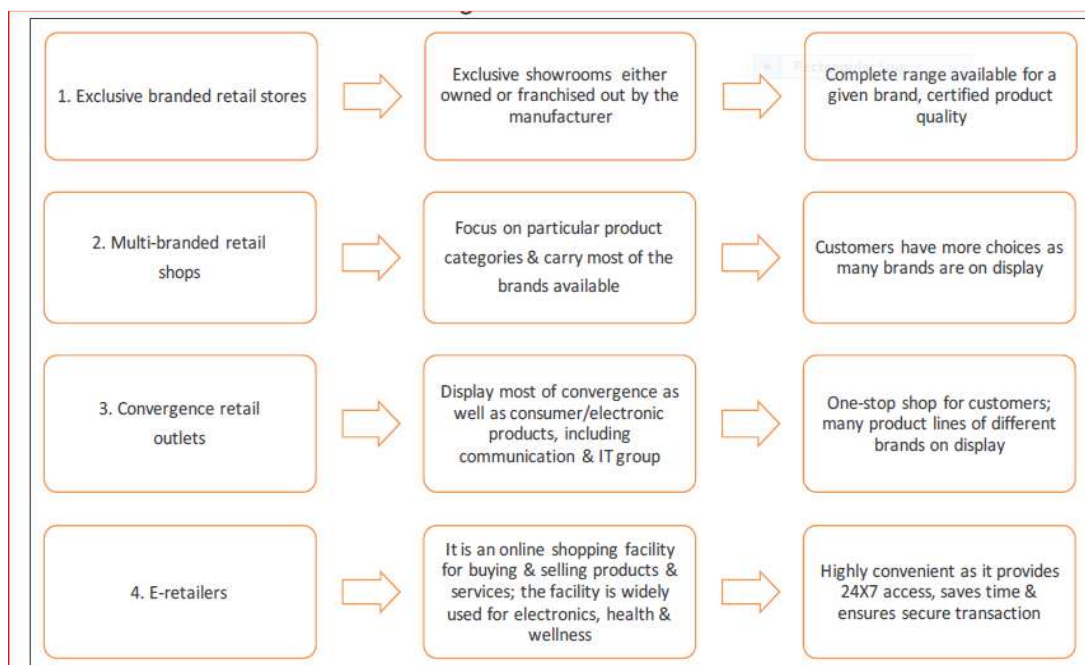 1. Exclusive branded retail stores
Exclusive showrooms either
owned or franchised out by the
manufacturer
Complete range available for a
given brand, certified product
quality
2. Multi-branded retail
shops
Focus on particular product
categories & carry most of the
brands available
Customers have more choices as
many brands are on display
3. Convergence retail
outlets
Display most of convergence as
well as consumer/electronic
products, including
communication & IT group
One-stop shop for customers;
many product lines of different
brands on display
4. E-retailers
It is an online shopping facility
for buying & selling products &
services; the facility is widely
used for electronics, health &
wellness
Highly convenient as it provides
24X7 access, saves time &
ensures secure transaction